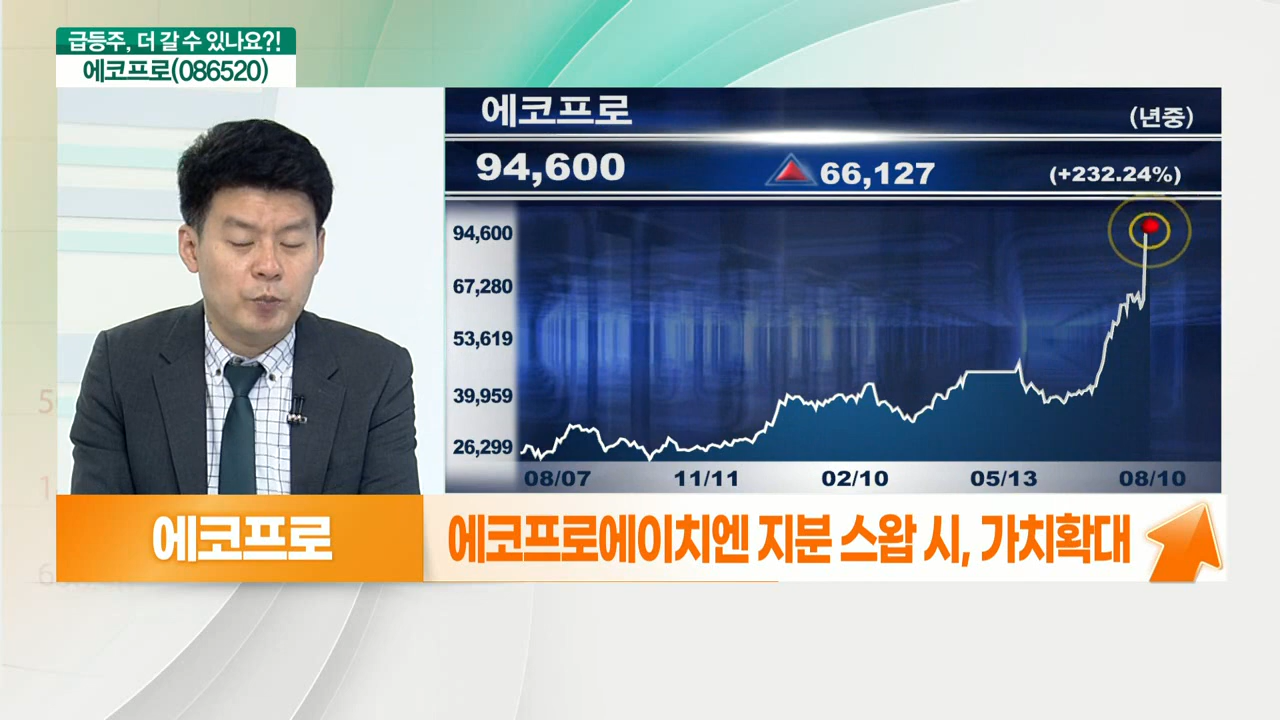 급등주, 더 갈 수 있나요?!
에코프로(086520)
에코프로
(년중)
94,600
66,127
(+232.24%)
94,600
67,280
53,619
39,959
26,299
08/07
11/11
02/10
05/13
08/10
5
1
6
에코프로
에코프로에이치엔 지분 스왑 시, 가치확대